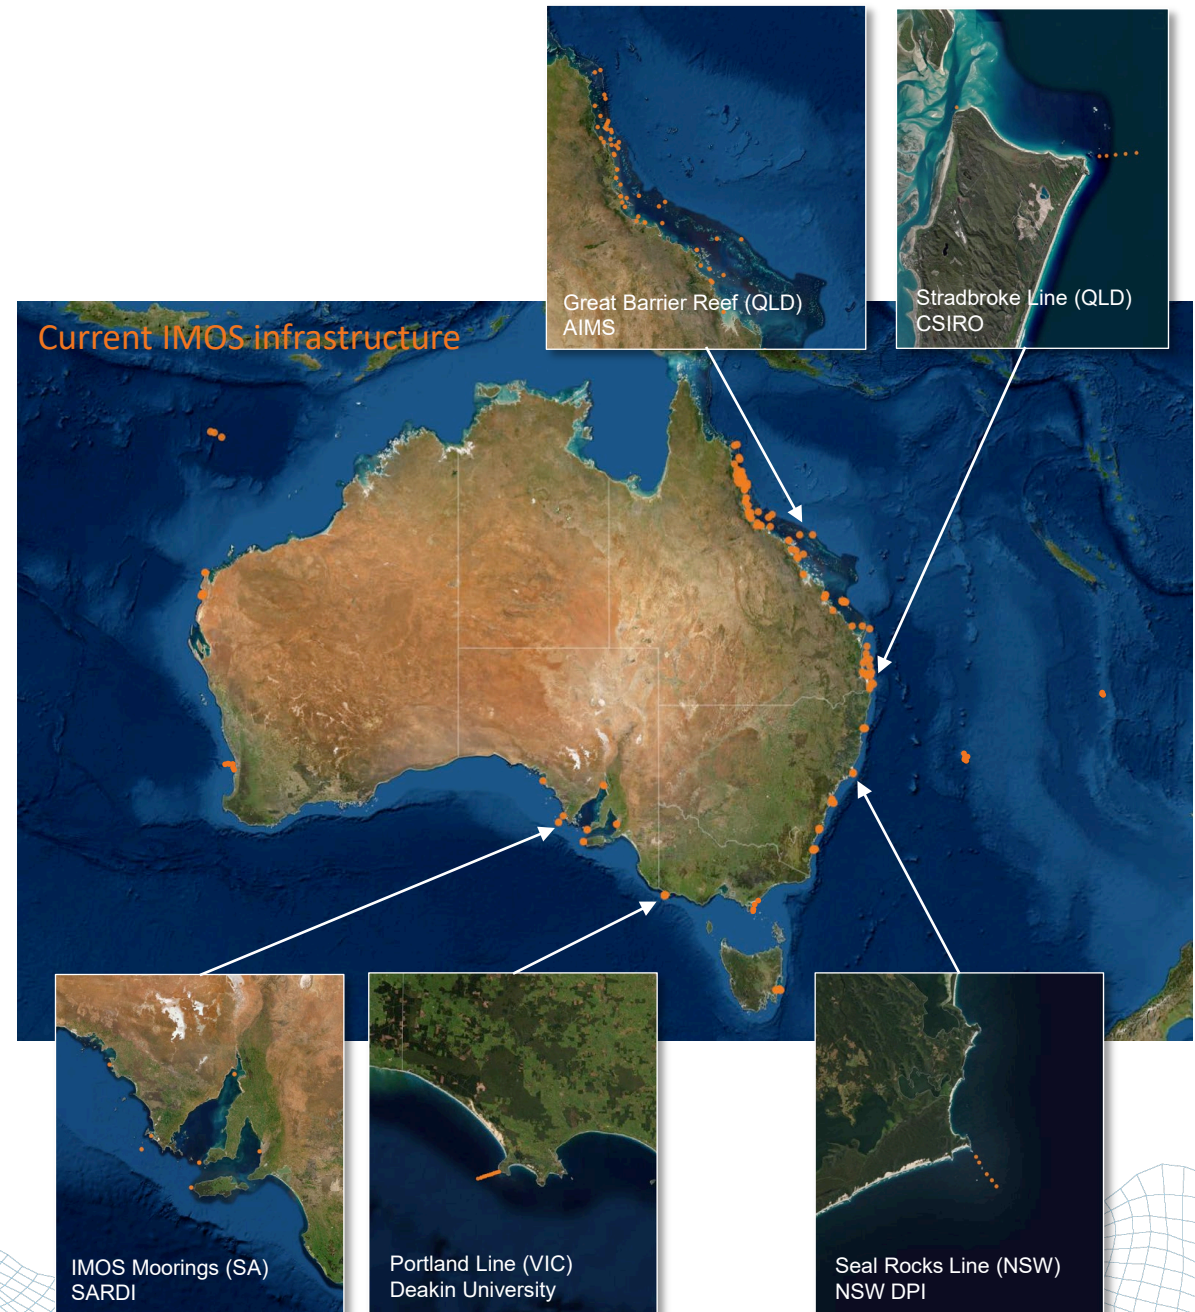 Great Barrier Reef (QLD)
AIMS
Stradbroke Line (QLD)
CSIRO
Current IMOS infrastructure
IMOS Moorings (SA)
SARDI
Portland Line (VIC)
Deakin University
Seal Rocks Line (NSW)
NSW DPI